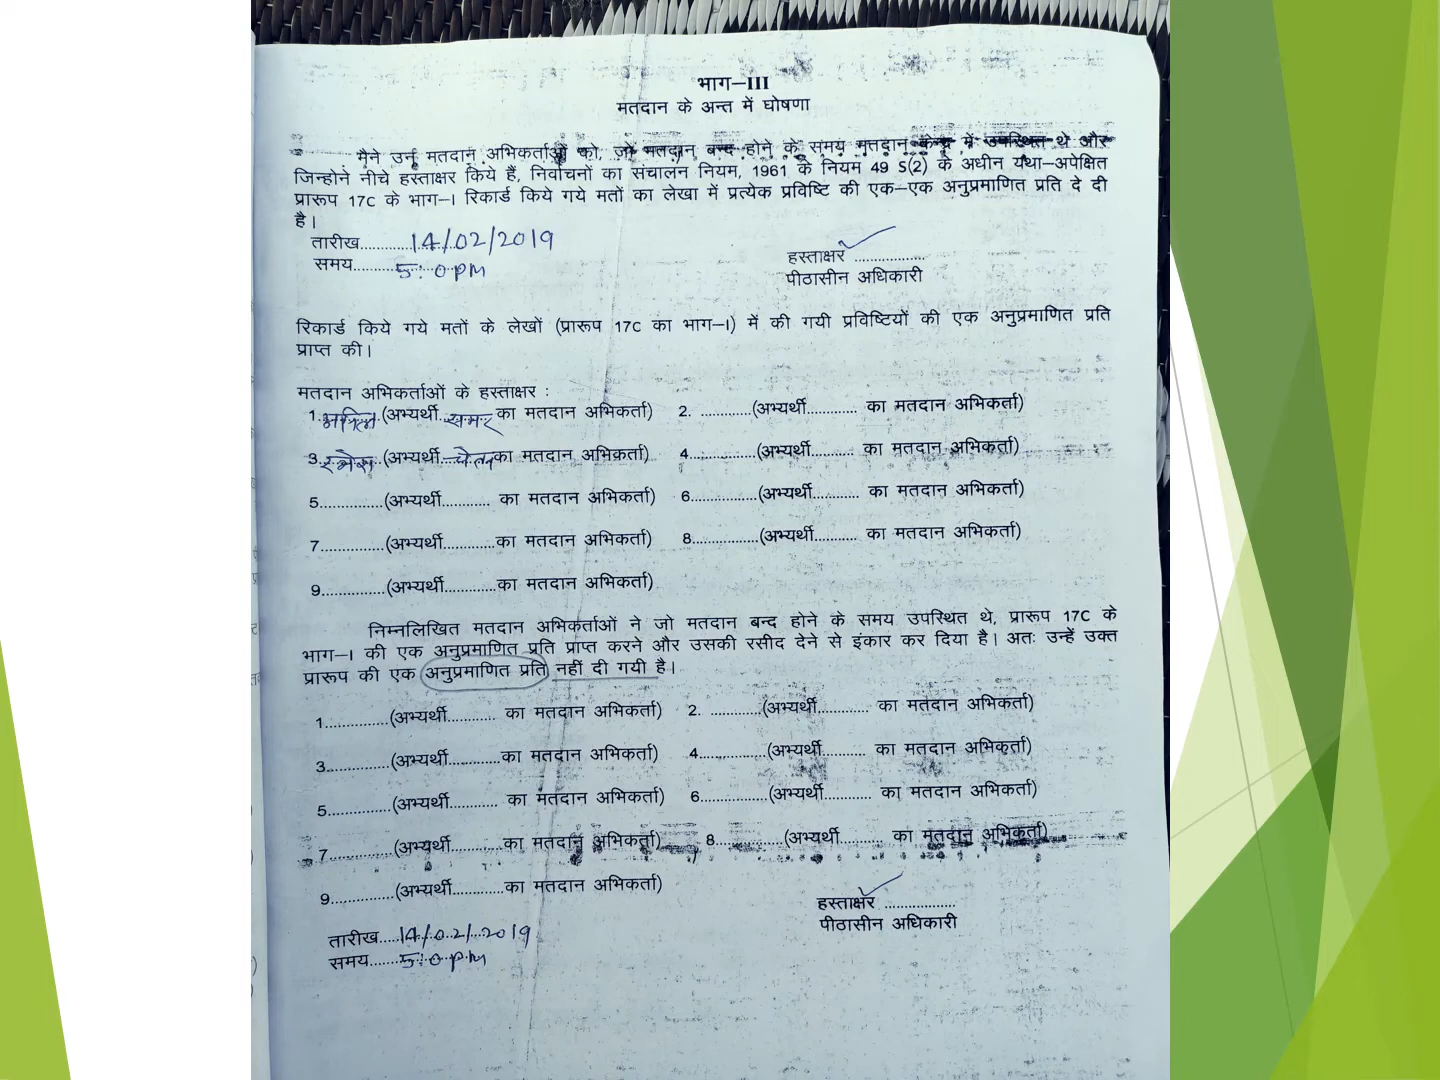 भाग–III
मतदान के अन्त में घोषणा
मैने उन मतदान अभिकर्ताओं को, जो मतदान बन्द होने के समय मतदान केन्द्र में उपस्थित थे और
जिन्होने नीचे हस्ताक्षर किये हैं, निर्वाचनों का संचालन नियम, 1961 के नियम 49 S(2) के अधीन यथा–अपेक्षित
प्रारूप 17C के भाग–I रिकार्ड किये गये मतों का लेखा में प्रत्येक प्रविष्टि की एक–एक अनुप्रमाणित प्रति दे दी
है।
तारीख............14/02/2019
समय..........5:0 PM
हस्ताक्षर .................
पीठासीन अधिकारी
रिकार्ड किये गये मतों के लेखों (प्रारूप 17C का भाग–I) में की गयी प्रविष्टियों की एक अनुप्रमाणित प्रति
प्राप्त की।
मतदान अभिकर्ताओं के हस्ताक्षर :
1. (अभ्यर्थी समर का मतदान अभिकर्ता) 2. ............(अभ्यर्थी............ का मतदान अभिकर्ता)
3. (अभ्यर्थी का मतदान अभिकर्ता) 4...............(अभ्यर्थी.......... का मतदान अभिकर्ता)
5...............(अभ्यर्थी............ का मतदान अभिकर्ता) 6................(अभ्यर्थी........... का मतदान अभिकर्ता)
7...............(अभ्यर्थी............का मतदान अभिकर्ता) 8................(अभ्यर्थी.......... का मतदान अभिकर्ता)
9...............(अभ्यर्थी............का मतदान अभिकर्ता)
निम्नलिखित मतदान अभिकर्ताओं ने जो मतदान बन्द होने के समय उपस्थित थे, प्रारूप 17C के
भाग–I की एक अनुप्रमाणित प्रति प्राप्त करने और उसकी रसीद देने से इंकार कर दिया है। अतः उन्हें उक्त
प्रारूप की एक अनुप्रमाणित प्रति नहीं दी गयी है।
1..............(अभ्यर्थी........... का मतदान अभिकर्ता) 2. ............(अभ्यर्थी............ का मतदान अभिकर्ता)
3..............(अभ्यर्थी............का मतदान अभिकर्ता) 4................(अभ्यर्थी.......... का मतदान अभिकर्ता)
5..............(अभ्यर्थी........... का मतदान अभिकर्ता) 6................(अभ्यर्थी........... का मतदान अभिकर्ता)
7...............(अभ्यर्थी............का मतदान अभिकर्ता) 8................(अभ्यर्थी.......... का मतदान अभिकर्ता)
9...............(अभ्यर्थी............का मतदान अभिकर्ता)
हस्ताक्षर .................
पीठासीन अधिकारी
तारीख.....14/02/2019
समय.......5:0 PM